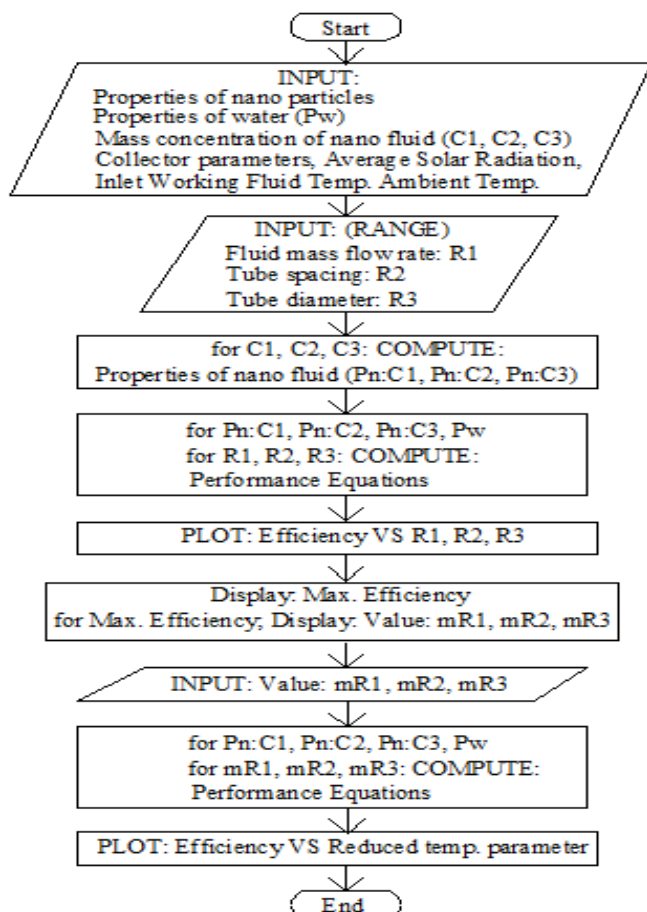 Start
INPUT:
Properties of nano particles
Properties of water (Pw)
Mass concentration of nano fluid (C1, C2, C3)
Collector parameters, Average Solar Radiation,
Inlet Working Fluid Temp. Ambient Temp.
INPUT: (RANGE)
Fluid mass flow rate: R1
Tube spacing: R2
Tube diameter: R3
for C1, C2, C3: COMPUTE:
Properties of nano fluid (Pn:C1, Pn:C2, Pn:C3)
for Pn:C1, Pn:C2, Pn:C3, Pw
for R1, R2, R3: COMPUTE:
Performance Equations
PLOT: Efficiency VS R1, R2, R3
Display: Max. Efficiency
for Max. Efficiency; Display: Value: mR1, mR2, mR3
INPUT: Value: mR1, mR2, mR3
for Pn:C1, Pn:C2, Pn:C3, Pw
for mR1, mR2, mR3: COMPUTE:
Performance Equations
PLOT: Efficiency VS Reduced temp. parameter
End